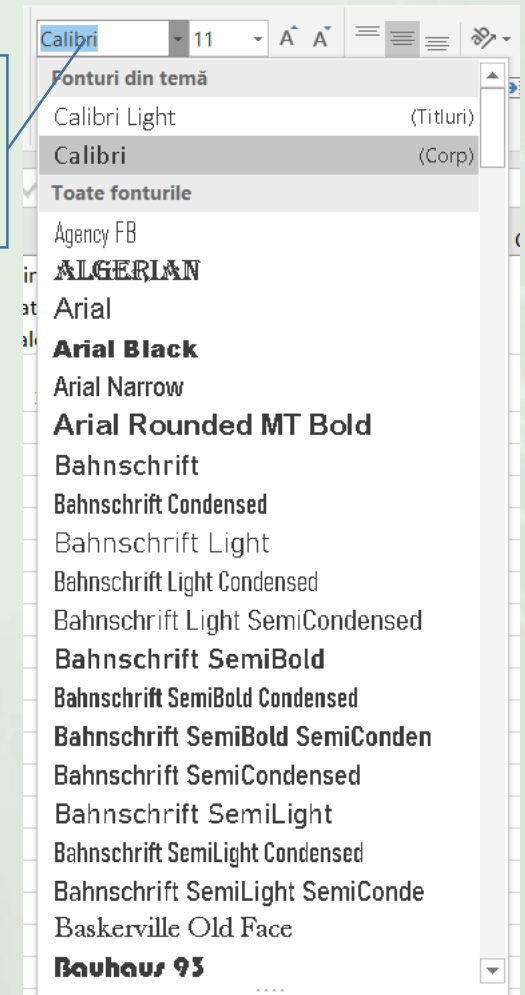 Calibri 11 A A
Fonturi din temă
Calibri Light (Titluri)
Calibri (Corp)
Toate fonturile
Agency FB
ALGERIAN
Arial
Arial Black
Arial Narrow
Arial Rounded MT Bold
Bahnschrift
Bahnschrift Condensed
Bahnschrift Light
Bahnschrift Light Condensed
Bahnschrift Light SemiCondensed
Bahnschrift SemiBold
Bahnschrift SemiBold Condensed
Bahnschrift SemiBold SemiConden
Bahnschrift SemiCondensed
Bahnschrift SemiLight
Bahnschrift SemiLight Condensed
Bahnschrift SemiLight SemiConde
Baskerville Old Face
Bauhaus 93